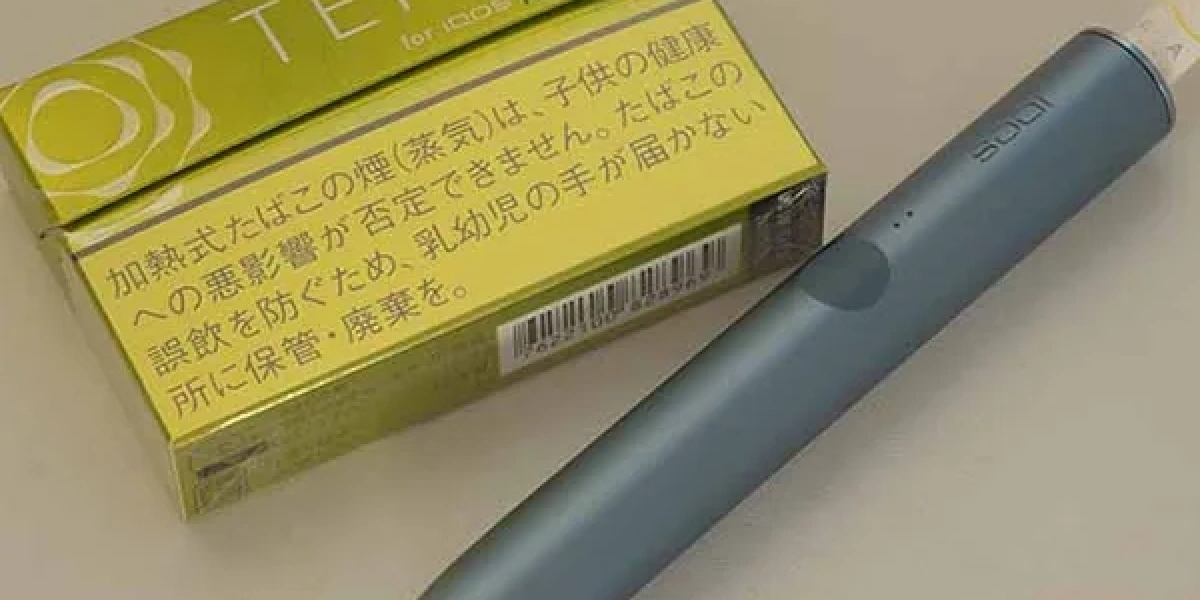 for IQOS
加熱式たばこの煙(蒸気)は、子供の健康
への悪影響が否定できません。たばこの
誤飲を防ぐため、乳幼児の手が届かない
所に保管・廃棄を。
IQOS